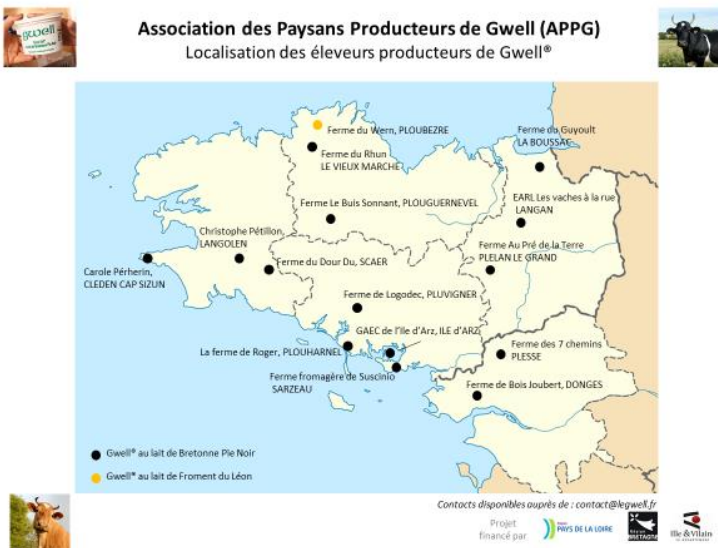 gwell
Association des Paysans Producteurs de Gwell (APPG)
Localisation des éleveurs producteurs de Gwell®
Ferme du Wern, PLOUBEZRE
Ferme du Guyoult
LA BOUSSAC
Ferme du Rhun
LE VIEUX MARCHE
EARL Les vaches à la rue
LANGAN
Ferme Le Buis Sonnant, PLOUGUERNEVEL
Christophe Pétillon,
LANGOLEN
Ferme Au Pré de la Terre
PLELAN LE GRAND
Carole Pérherin,
CLEDEN CAP SIZUN
Ferme du Dour Du, SCAER
Ferme de Logodec, PLUVIGNER
GAEC de l'Ile d'Arz, ILE d'ARZ
La ferme de Roger, PLOUHARNEL
Ferme des 7 chemins
PLESSE
Ferme fromagère de Suscinio
SARZEAU
Ferme de Bois Joubert, DONGES
Gwell® au lait de Bretonne Pie Noir
Gwell® au lait de Froment du Léon
Contacts disponibles auprès de : contact@legwell.fr
Projet
financé par
PAYS DE LA LOIRE
BRETAGNE
Ille & Vilaine